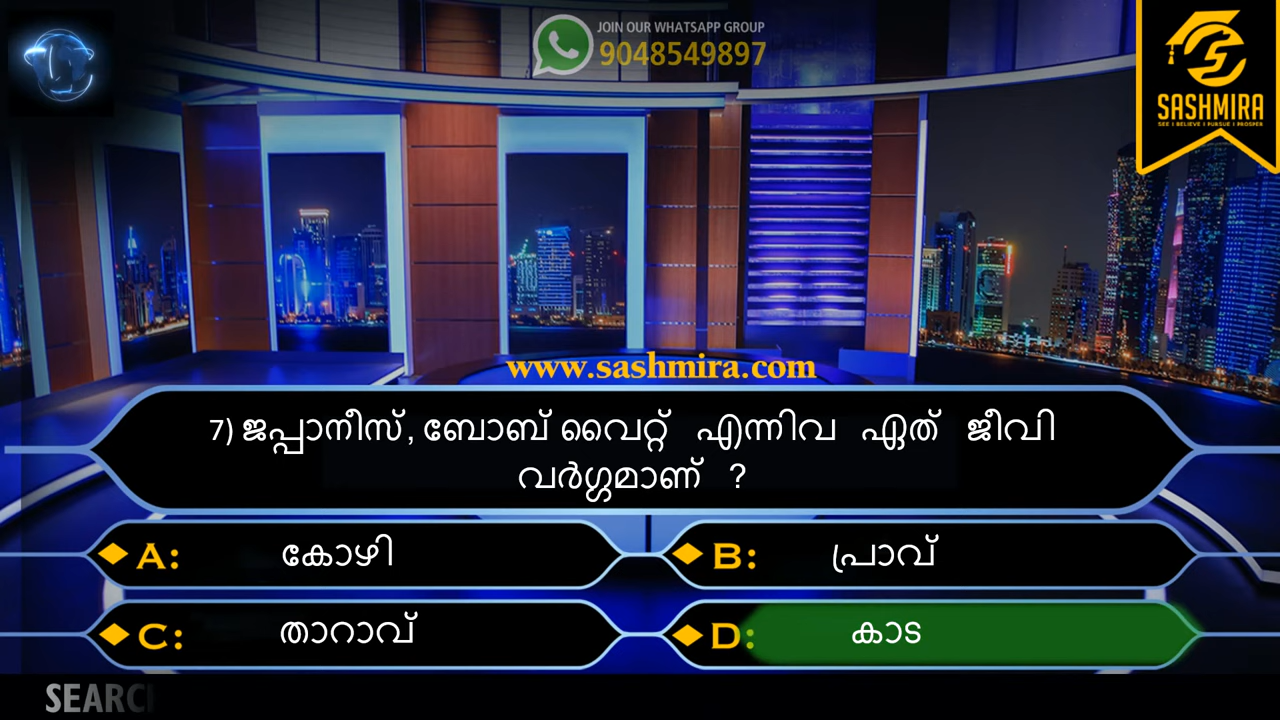 JOIN OUR WHATSAPP GROUP
9048549897
SASHMIRA
SEE I BELIEVE I PURSUE I PROSPER
www.sashmira.com
7) ജപ്പാനീസ്, ബോബ് വൈറ്റ് എന്നിവ ഏത് ജീവി
വർഗ്ഗമാണ് ?
A: കോഴി
B: പ്രാവ്
C: താറാവ്
D: കാട
SEARC